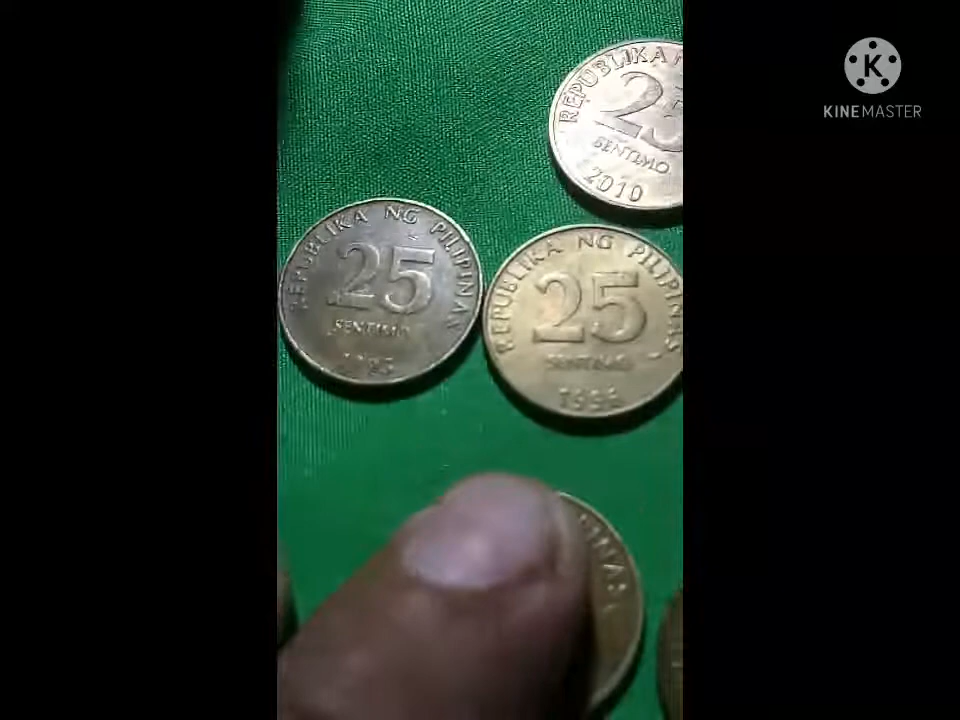 REPUBLIKA
25
SENTIMO
2010
K
KINEMASTER
REPUBLIKA NG PILIPINAS
25
SENTIMO
REPUBLIKA NG PILIPINAS
25
SENTIMO